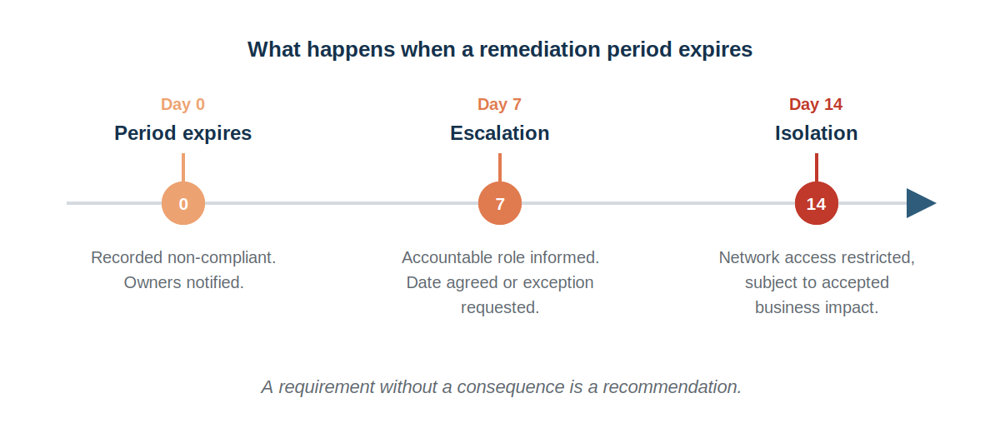 What happens when a remediation period expires
Day 0
Period expires
0
Recorded non-compliant.
Owners notified.
Day 7
Escalation
7
Accountable role informed.
Date agreed or exception
requested.
Day 14
Isolation
14
Network access restricted,
subject to accepted
business impact.
A requirement without a consequence is a recommendation.